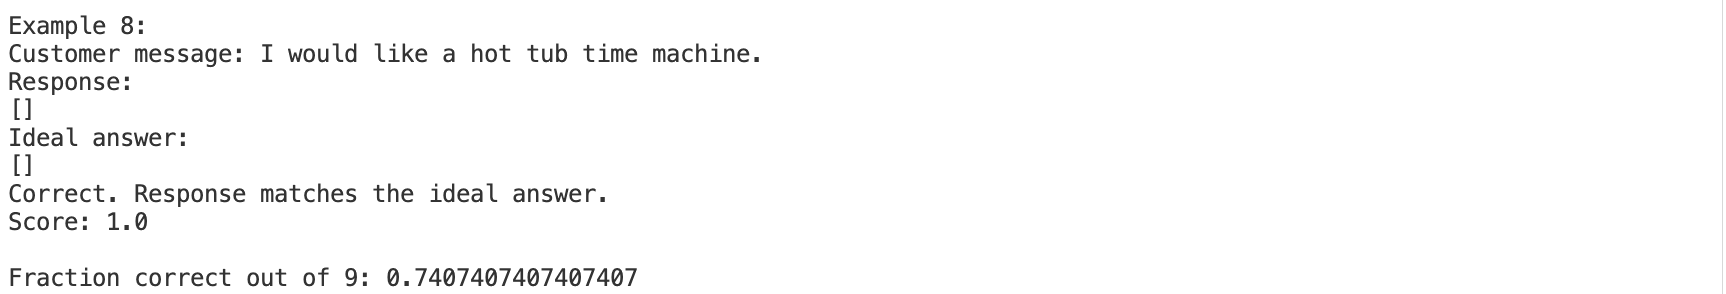 Example 8:
Customer message: I would like a hot tub time machine.
Response:
[]
Ideal answer:
[]
Correct. Response matches the ideal answer.
Score: 1.0
Fraction correct out of 9: 0.7407407407407407